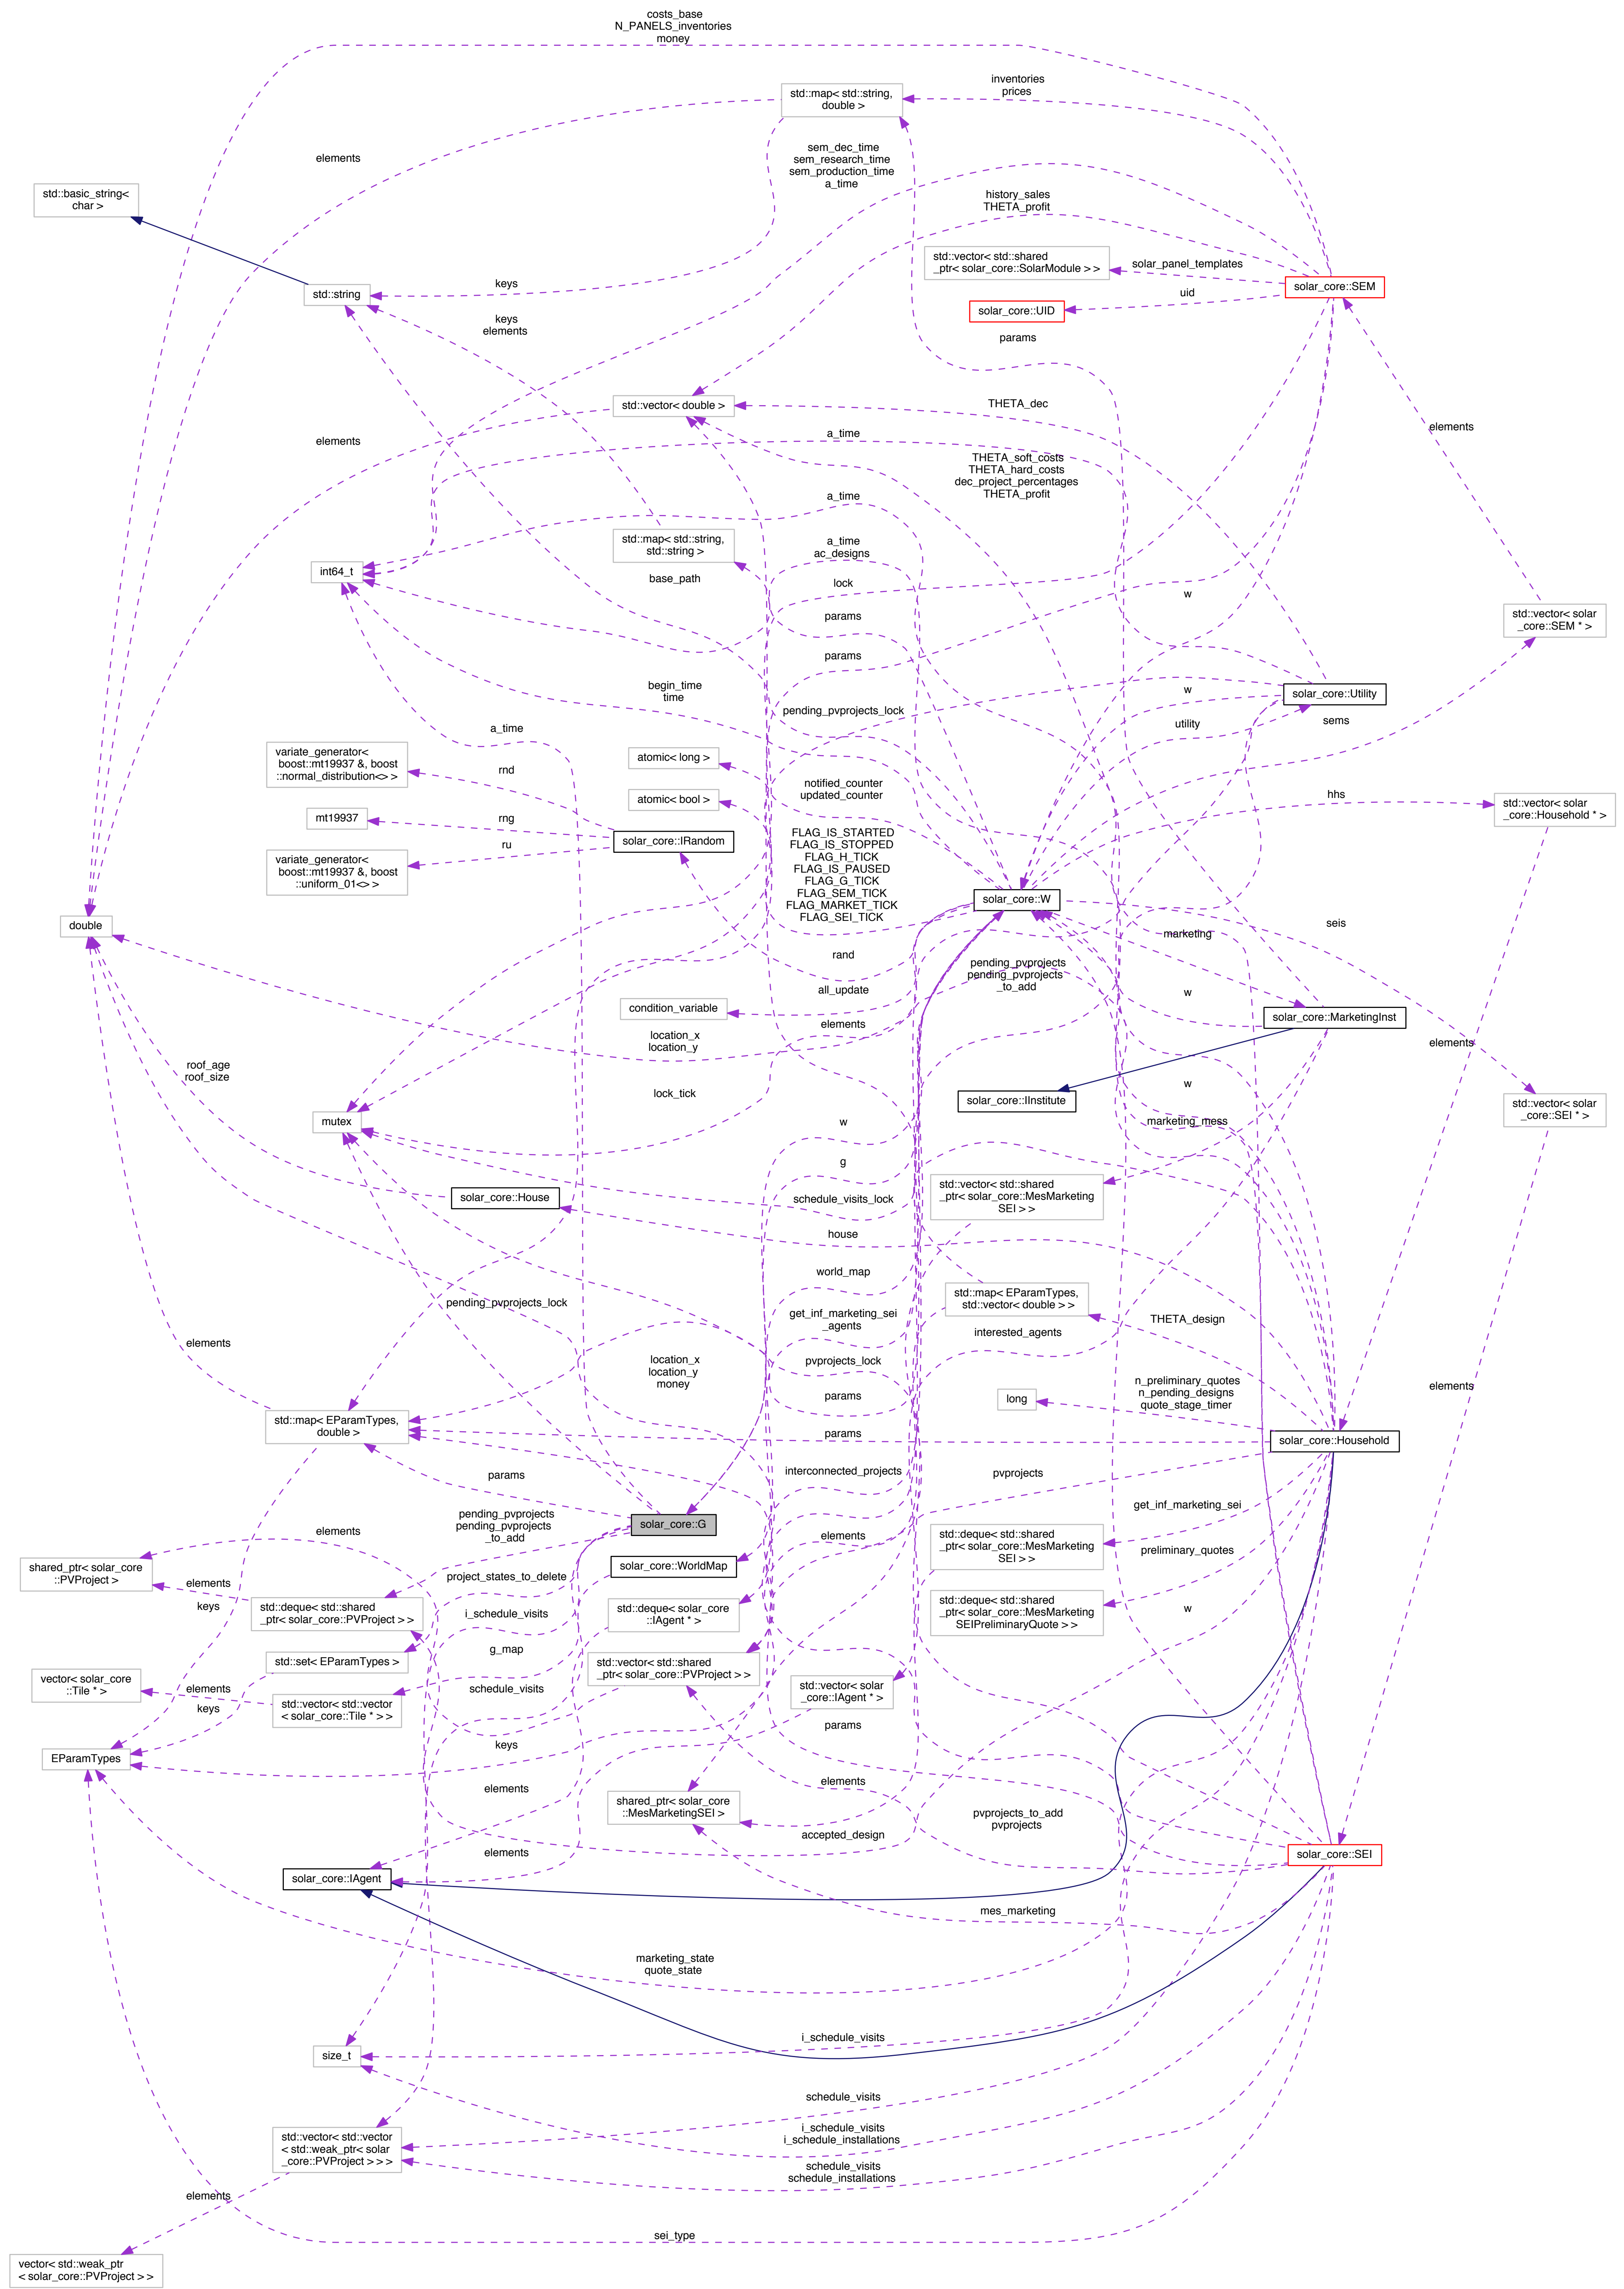 costs_base
N_PANELS_inventories
money
std::map< std::string,
double >
inventories
prices
elements
sem_dec_time
sem_research_time
sem_production_time
a_time
std::basic_string<
char >
history_sales
THETA_profit
std::vector< std::shared
_ptr< solar_core::SolarModule > >
solar_panel_templates
solar_core::SEM
std::string
keys
uid
solar_core::UID
keys
elements
params
std::vector< double >
THETA_dec
elements
a_time
elements
THETA_soft_costs
THETA_hard_costs
dec_project_percentages
THETA_profit
a_time
std::map< std::string,
std::string >
a_time
ac_designs
int64_t
base_path
lock
w
params
std::vector< solar
_core::SEM * >
params
begin_time
time
solar_core::Utility
w
pending_pvprojects_lock
utility
sems
a_time
variate_generator<
boost::mt19937 &, boost
::normal_distribution<> >
rnd
atomic< long >
notified_counter
updated_counter
hhs
std::vector< solar
_core::Household * >
atomic< bool >
mt19937
rng
FLAG_IS_STARTED
FLAG_IS_STOPPED
FLAG_H_TICK
FLAG_IS_PAUSED
FLAG_G_TICK
FLAG_SEM_TICK
FLAG_MARKET_TICK
FLAG_SEI_TICK
solar_core::IRandom
ru
variate_generator<
boost::mt19937 &, boost
::uniform_01<> >
solar_core::W
double
seis
marketing
rand
pending_pvprojects
pending_pvprojects
_to_add
all_update
w
condition_variable
solar_core::MarketingInst
elements
location_x
location_y
elements
roof_age
roof_size
lock_tick
w
solar_core::IInstitute
std::vector< solar
_core::SEI * >
mutex
w
marketing_mess
g
std::vector< std::shared
_ptr< solar_core::MesMarketing
SEI > >
solar_core::House
schedule_visits_lock
house
world_map
std::map< EParamTypes,
std::vector< double > >
pending_pvprojects_lock
get_inf_marketing_sei
_agents
THETA_design
interested_agents
elements
pvprojects_lock
location_x
location_y
money
elements
n_preliminary_quotes
n_pending_designs
quote_stage_timer
long
params
std::map< EParamTypes,
double >
params
solar_core::Household
params
interconnected_projects
pvprojects
get_inf_marketing_sei
pending_pvprojects
pending_pvprojects
_to_add
solar_core::G
elements
elements
std::deque< std::shared
_ptr< solar_core::MesMarketing
SEI > >
preliminary_quotes
shared_ptr< solar_core
::PVProject >
solar_core::WorldMap
project_states_to_delete
elements
keys
std::deque< std::shared
_ptr< solar_core::PVProject > >
i_schedule_visits
std::deque< solar_core
::IAgent * >
std::deque< std::shared
_ptr< solar_core::MesMarketing
SEIPreliminaryQuote > >
w
g_map
std::set< EParamTypes >
std::vector< std::shared
_ptr< solar_core::PVProject > >
vector< solar_core
::Tile * >
elements
schedule_visits
std::vector< solar
_core::IAgent * >
keys
std::vector< std::vector
< solar_core::Tile * > >
params
keys
EParamTypes
elements
elements
shared_ptr< solar_core
::MesMarketingSEI >
pvprojects_to_add
pvprojects
accepted_design
elements
solar_core::SEI
solar_core::IAgent
mes_marketing
marketing_state
quote_state
i_schedule_visits
size_t
schedule_visits
i_schedule_visits
i_schedule_installations
std::vector< std::vector
< std::weak_ptr< solar
_core::PVProject > > >
schedule_visits
schedule_installations
elements
sei_type
vector< std::weak_ptr
< solar_core::PVProject > >